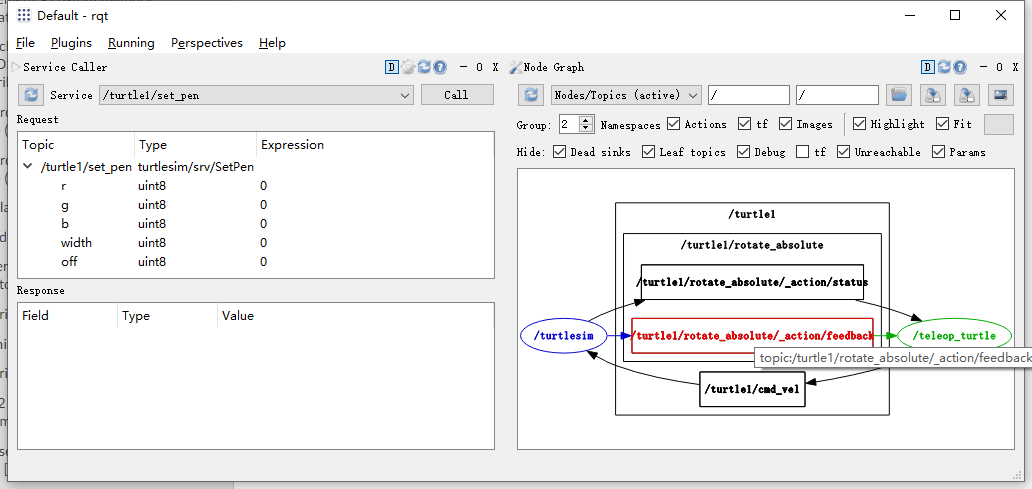 Default - rqt
File Plugins Running Perspectives Help
Service Caller D ? - O X
Service /turtle1/set_pen Call
Request
Topic Type Expression
/turtle1/set_pen turtlesim/srv/SetPen
r uint8 0
g uint8 0
b uint8 0
width uint8 0
off uint8 0
Response
Field Type Value
Node Graph D ? - O X
Nodes/Topics (active) / /
Group: 2 Namespaces Actions tf Images Highlight Fit
Hide: Dead sinks Leaf topics Debug tf Unreachable Params
/turtle1
/turtle1/rotate_absolute
/turtle1/rotate_absolute/_action/status
/turtlesim /turtle1/rotate_absolute/_action/feedback /teleop_turtle
topic:/turtle1/rotate_absolute/_action/feedback
/turtle1/cmd_vel